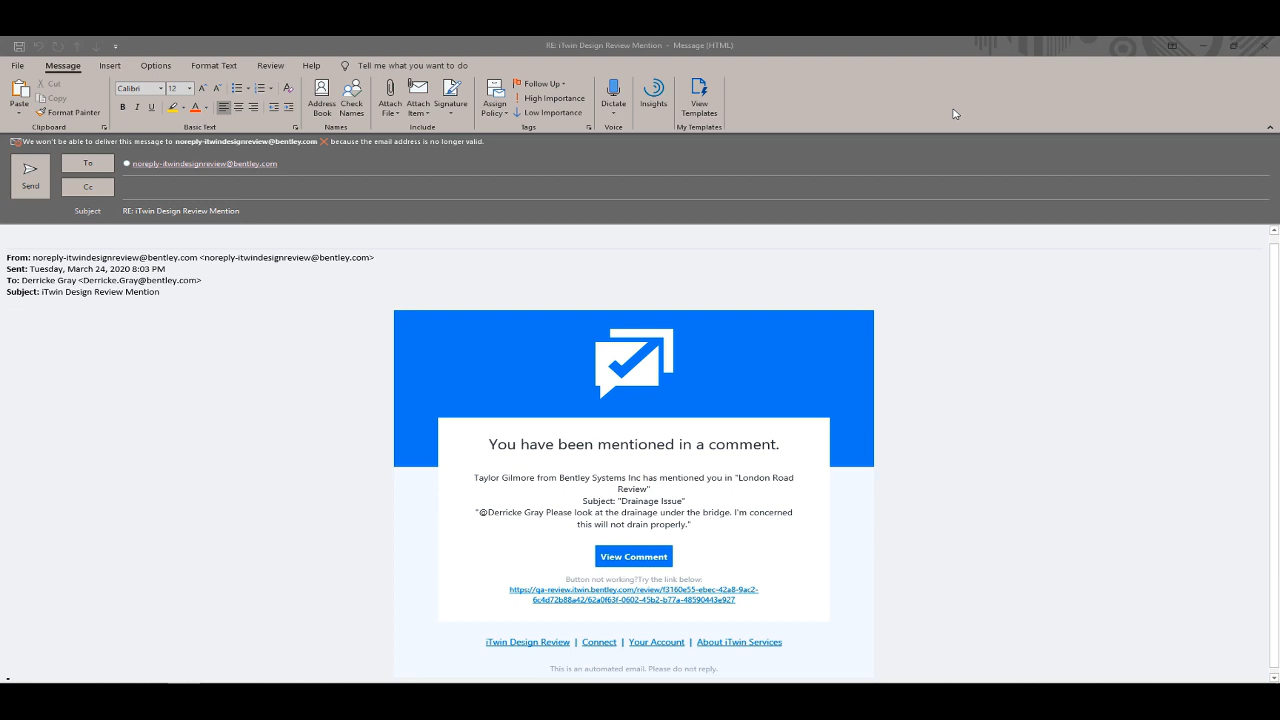 RE: iTwin Design Review Mention - Message (HTML)
File Message Insert Options Format Text Review Help Tell me what you want to do
Paste
Cut
Copy
Format Painter
Clipboard
Calibri 12
B I U
Basic Text
Address Book
Check Names
Names
Attach File
Attach Item
Signature
Include
Assign Policy
Follow Up
High Importance
Low Importance
Tags
Dictate
Voice
Insights
View Templates
My Templates
We won't be able to deliver this message to noreply-itwindesignreview@bentley.com because the email address is no longer valid.
Send
To noreply-itwindesignreview@bentley.com
Cc
Subject RE: iTwin Design Review Mention
From: noreply-itwindesignreview@bentley.com <noreply-itwindesignreview@bentley.com>
Sent: Tuesday, March 24, 2020 8:03 PM
To: Derricke Gray <Derricke.Gray@bentley.com>
Subject: iTwin Design Review Mention
You have been mentioned in a comment.
Taylor Gilmore from Bentley Systems Inc has mentioned you in "London Road
Review"
Subject: "Drainage Issue"
"@Derricke Gray Please look at the drainage under the bridge. I'm concerned
this will not drain properly."
View Comment
Button not working?Try the link below:
https://qa-review.itwin.bentley.com/review/f3160e55-ebec-42a8-9ac2-
6c4d72b88a42/62a0f63f-0602-45b2-b77a-48590443e927
iTwin Design Review | Connect | Your Account | About iTwin Services
This is an automated email. Please do not reply.